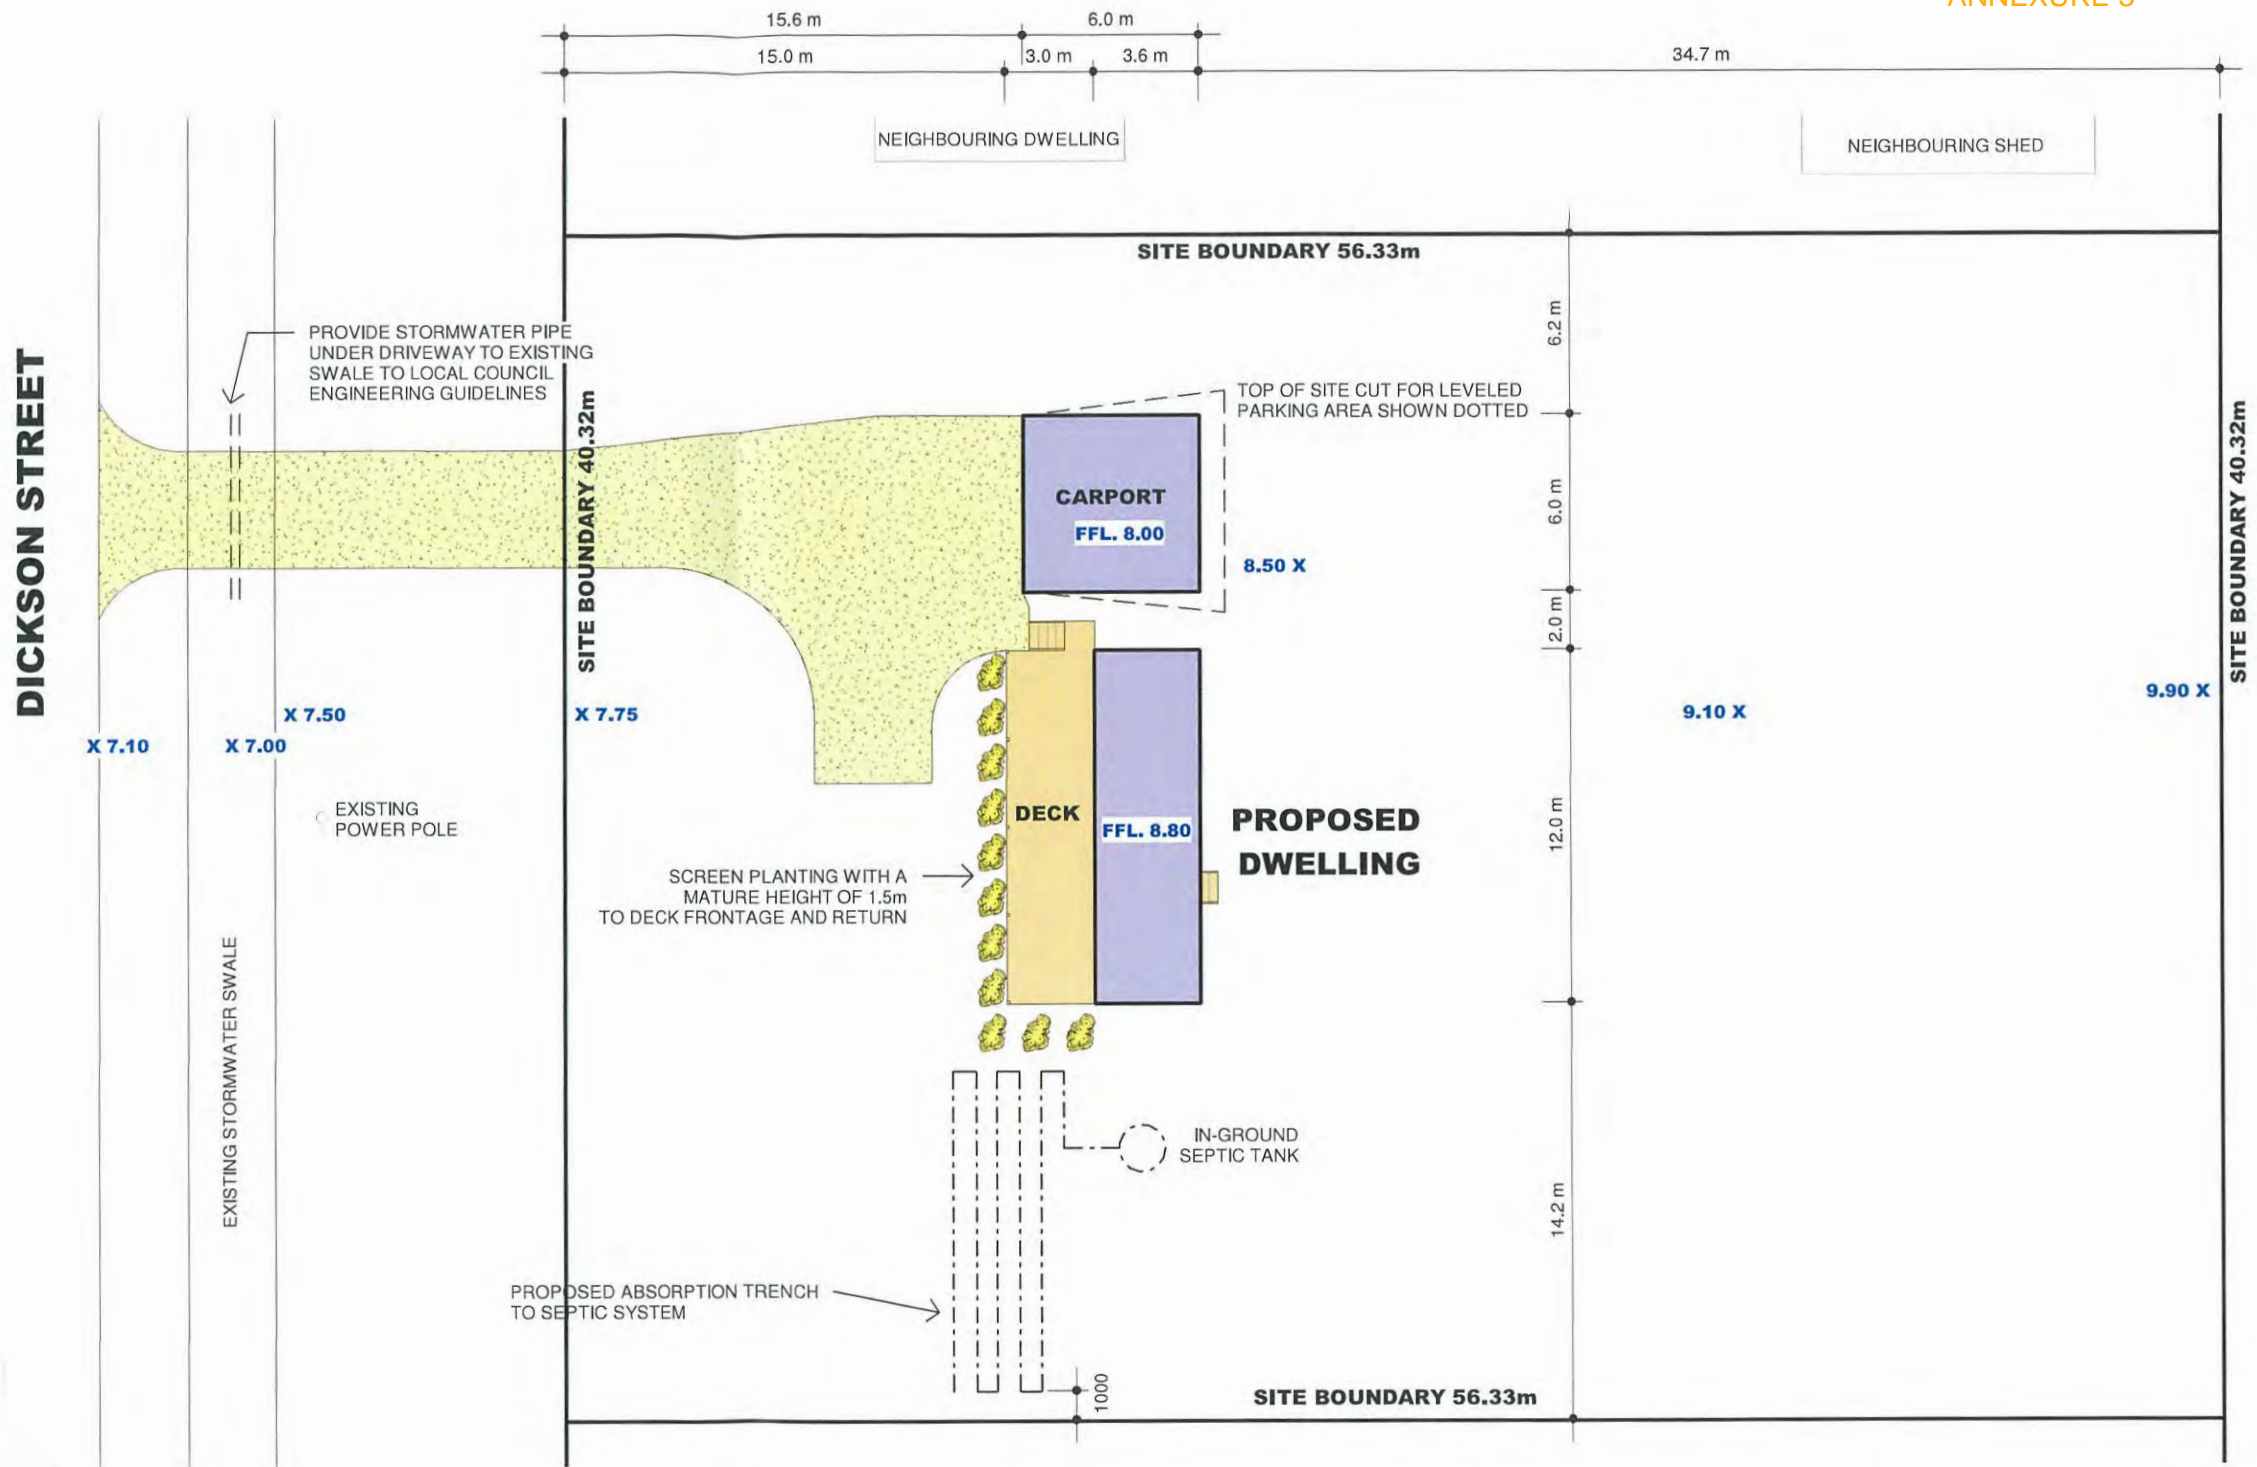 15.6 m
6.0 m
15.0 m
3.0 m
3.6 m
34.7 m
NEIGHBOURING DWELLING
NEIGHBOURING SHED
SITE BOUNDARY 56.33m
PROVIDE STORMWATER PIPE
UNDER DRIVEWAY TO EXISTING
SWALE TO LOCAL COUNCIL
ENGINEERING GUIDELINES
DICKSON STREET
SITE BOUNDARY 40.32m
TOP OF SITE CUT FOR LEVELED
PARKING AREA SHOWN DOTTED
6.2 m
CARPORT
FFL. 8.00
8.50 X
6.0 m
2.0 m
SITE BOUNDARY 40.32m
X 7.10
X 7.00
X 7.50
X 7.75
9.10 X
9.90 X
EXISTING
POWER POLE
DECK
FFL. 8.80
PROPOSED
DWELLING
12.0 m
SCREEN PLANTING WITH A
MATURE HEIGHT OF 1.5m
TO DECK FRONTAGE AND RETURN
EXISTING STORMWATER SWALE
IN-GROUND
SEPTIC TANK
14.2 m
PROPOSED ABSORPTION TRENCH
TO SEPTIC SYSTEM
1000
SITE BOUNDARY 56.33m